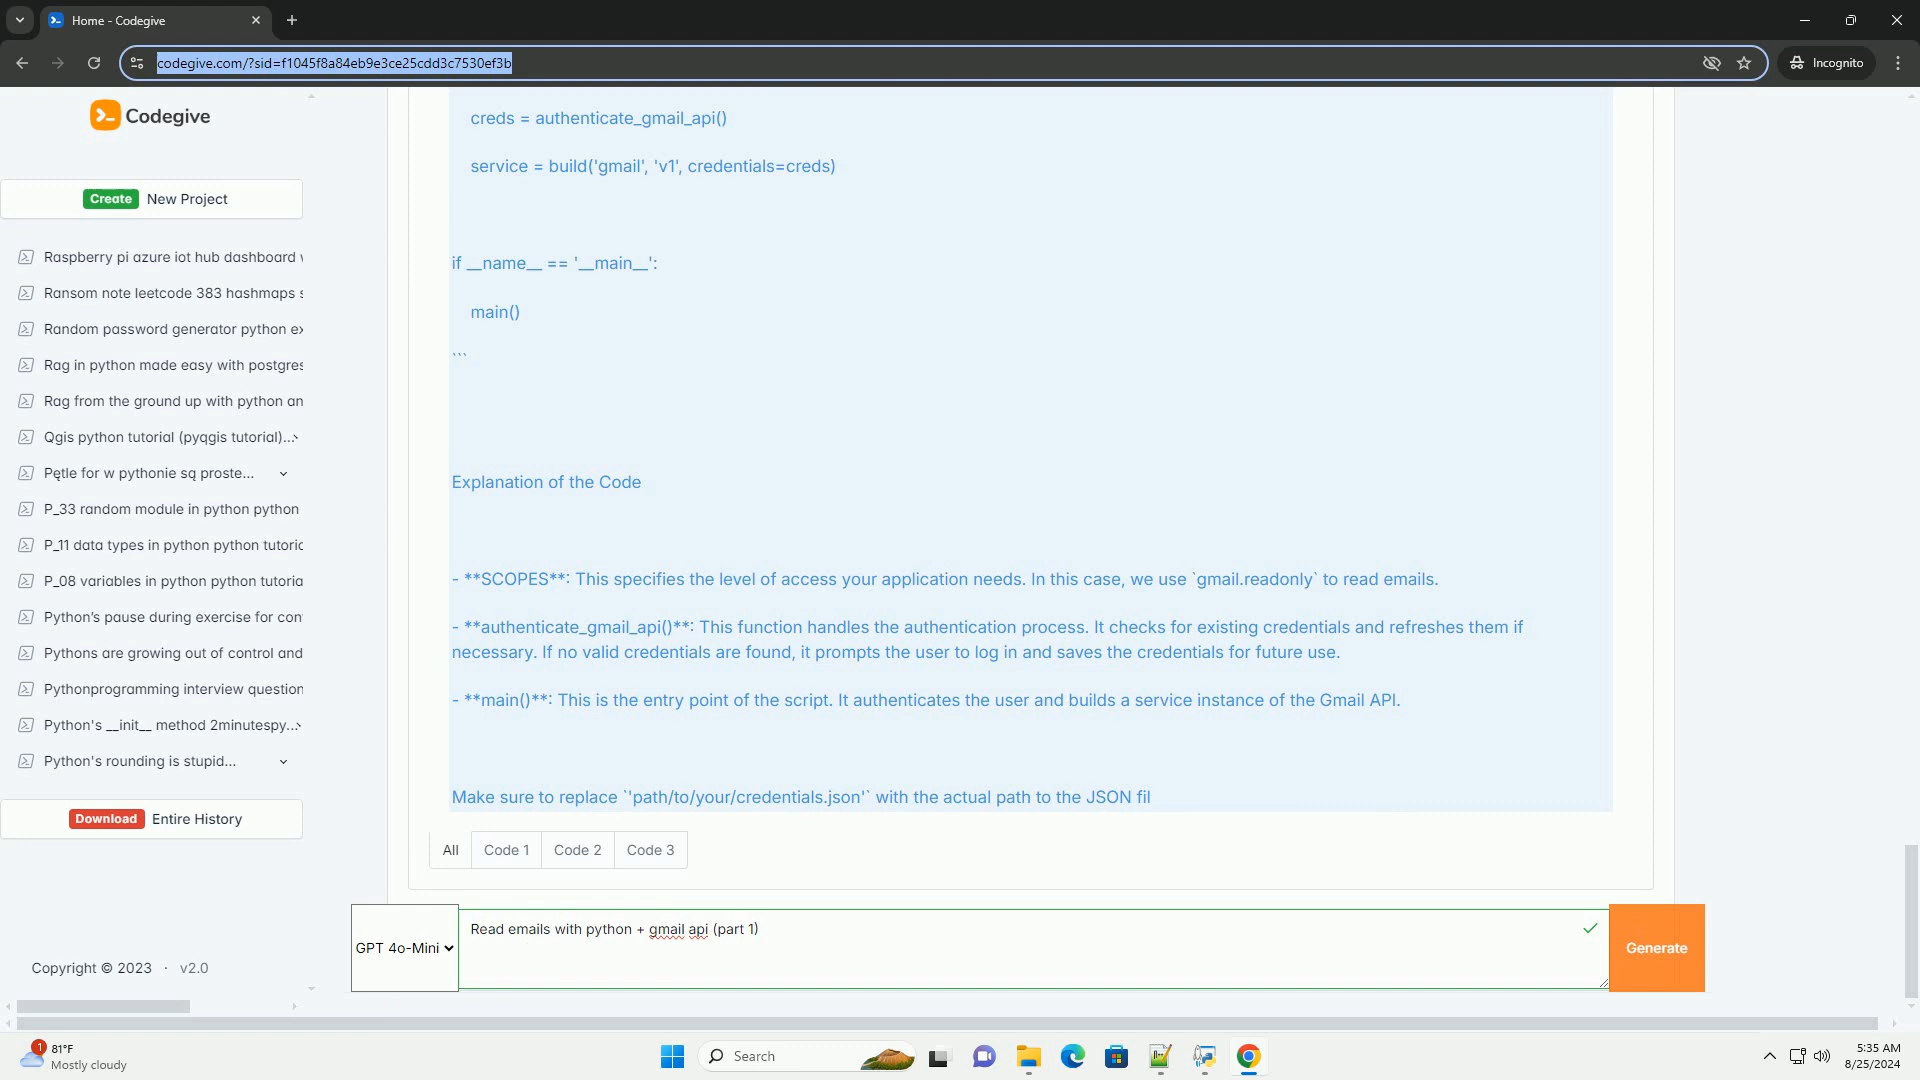 Home - Codegive
codegive.com/?sid=f1045f8a84eb9e3ce25cdd3c7530ef3b
Incognito
Codegive
Create New Project
Raspberry pi azure iot hub dashboard
Ransom note leetcode 383 hashmaps
Random password generator python ex
Rag in python made easy with postgres
Rag from the ground up with python an
Qgis python tutorial (pyqgis tutorial)...
Pętle for w pythonie są proste...
P_33 random module in python python
P_11 data types in python python tutoria
P_08 variables in python python tutoria
Python's pause during exercise for con
Pythons are growing out of control and
Pythonprogramming interview question
Python's __init__ method 2minutespy...
Python's rounding is stupid...
Download Entire History
Copyright © 2023 · v2.0
creds = authenticate_gmail_api()
service = build('gmail', 'v1', credentials=creds)
if __name__ == '__main__':
main()
```
Explanation of the Code
- **SCOPES**: This specifies the level of access your application needs. In this case, we use `gmail.readonly` to read emails.
- **authenticate_gmail_api()**: This function handles the authentication process. It checks for existing credentials and refreshes them if
necessary. If no valid credentials are found, it prompts the user to log in and saves the credentials for future use.
- **main()**: This is the entry point of the script. It authenticates the user and builds a service instance of the Gmail API.
Make sure to replace `'path/to/your/credentials.json'` with the actual path to the JSON fil
All Code 1 Code 2 Code 3
GPT 4o-Mini
Read emails with python + gmail api (part 1)
Generate
1
81°F
Mostly cloudy
Search
5:35 AM
8/25/2024